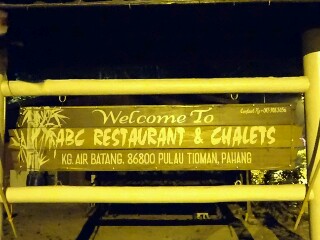 Welcome To
ABC RESTAURANT & CHALETS
KG. AIR BATANG. 86800 PULAU TIOMAN, PAHANG